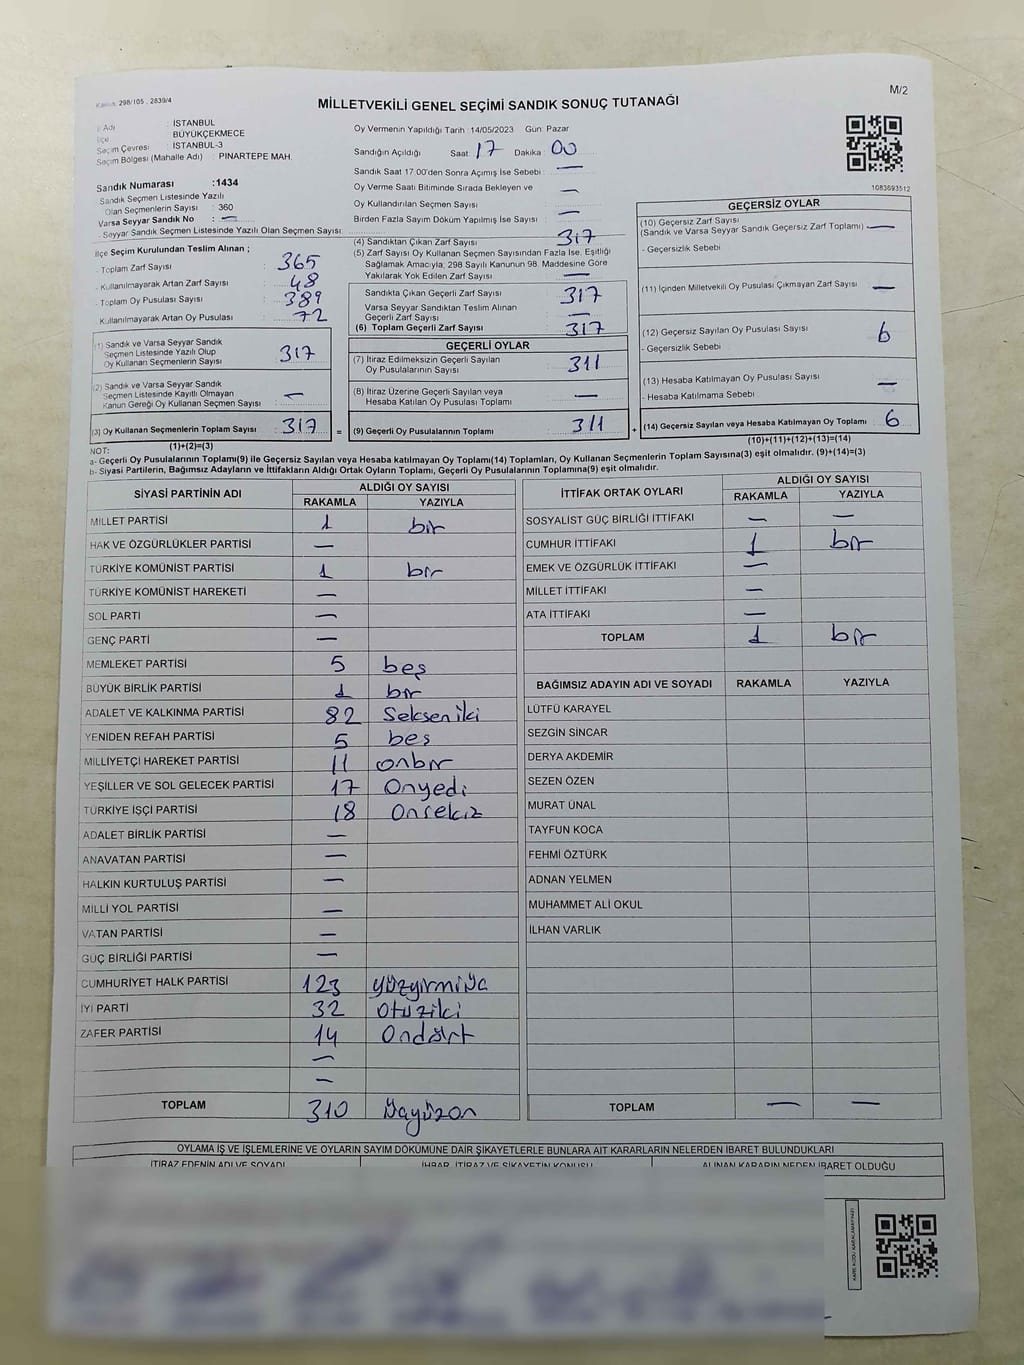 Kanun: 298/105 , 2839/4
M/2
MİLLETVEKİLİ GENEL SEÇİMİ SANDIK SONUÇ TUTANAĞI
İl Adı : İSTANBUL
İlçe : BÜYÜKÇEKMECE
Seçim Çevresi : İSTANBUL-3
Seçim Bölgesi (Mahalle Adı) : PINARTEPE MAH.
Sandık Numarası :1434
Sandık Seçmen Listesinde Yazılı
Olan Seçmenlerin Sayısı : 360
Varsa Seyyar Sandık No : —
- Seyyar Sandık Seçmen Listesinde Yazılı Olan Seçmen Sayısı
Oy Vermenin Yapıldığı Tarih :14/05/2023 Gün: Pazar
Sandığın Açıldığı Saat 17 Dakika : 00
Sandık Saat 17.00'den Sonra Açılmış İse Sebebi : —
Oy Verme Saati Bitiminde Sırada Bekleyen ve
Oy Kullandırılan Seçmen Sayısı —
Birden Fazla Sayım Döküm Yapılmış İse Sayısı : —
1083693512
İlçe Seçim Kurulundan Teslim Alınan ;
- Toplam Zarf Sayısı : 365
- Kullanılmayarak Artan Zarf Sayısı : 48
- Toplam Oy Pusulası Sayısı : 389
Kullanılmayarak Artan Oy Pusulası : 72
(1) Sandık ve Varsa Seyyar Sandık
Seçmen Listesinde Yazılı Olup
Oy Kullanan Seçmenlerin Sayısı : 317
(2) Sandık ve Varsa Seyyar Sandık
Seçmen Listesinde Kayıtlı Olmayan
Kanun Gereği Oy Kullanan Seçmen Sayısı : —
(3) Oy Kullanan Seçmenlerin Toplam Sayısı : 317
(1)+(2)=(3)
(4) Sandıktan Çıkan Zarf Sayısı : 317
(5) Zarf Sayısı Oy Kullanan Seçmen Sayısından Fazla İse, Eşitliği
Sağlamak Amacıyla; 298 Sayılı Kanunun 98. Maddesine Göre
Yakılarak Yok Edilen Zarf Sayısı : —
Sandıkta Çıkan Geçerli Zarf Sayısı : 317
Varsa Seyyar Sandıktan Teslim Alınan
Geçerli Zarf Sayısı : —
(6) Toplam Geçerli Zarf Sayısı : 317
GEÇERLİ OYLAR
(7) İtiraz Edilmeksizin Geçerli Sayılan
Oy Pusulalarının Sayısı : 311
(8) İtiraz Üzerine Geçerli Sayılan veya
Hesaba Katılan Oy Pusulası Toplamı : —
= (9) Geçerli Oy Pusulalarının Toplamı : 311
GEÇERSİZ OYLAR
(10) Geçersiz Zarf Sayısı
(Sandık ve Varsa Seyyar Sandık Geçersiz Zarf Toplamı) : —
- Geçersizlik Sebebi
(11) İçinden Milletvekili Oy Pusulası Çıkmayan Zarf Sayısı : —
(12) Geçersiz Sayılan Oy Pusulası Sayısı : 6
- Geçersizlik Sebebi
(13) Hesaba Katılmayan Oy Pusulası Sayısı : —
- Hesaba Katılmama Sebebi
+ (14) Geçersiz Sayılan veya Hesaba Katılmayan Oy Toplamı : 6
(10)+(11)+(12)+(13)=(14)
NOT:
a- Geçerli Oy Pusulalarının Toplamı(9) ile Geçersiz Sayılan veya Hesaba katılmayan Oy Toplam(14) Toplamları, Oy Kullanan Seçmenlerin Toplam Sayısına(3) eşit olmalıdır. (9)+(14)=(3)
b- Siyasi Partilerin, Bağımsız Adayların ve İttifakların Aldığı Ortak Oyların Toplamı, Geçerli Oy Pusulalarının Toplamına(9) eşit olmalıdır.
SİYASİ PARTİNİN ADI ALDIĞI OY SAYISI
RAKAMLA YAZIYLA
MİLLET PARTİSİ 1 bir
HAK VE ÖZGÜRLÜKLER PARTİSİ —
TÜRKİYE KOMÜNİST PARTİSİ 1 bir
TÜRKİYE KOMÜNİST HAREKETİ —
SOL PARTİ —
GENÇ PARTİ —
MEMLEKET PARTİSİ 5 beş
BÜYÜK BİRLİK PARTİSİ 1 bir
ADALET VE KALKINMA PARTİSİ 82 Seksen iki
YENİDEN REFAH PARTİSİ 5 beş
MİLLİYETÇİ HAREKET PARTİSİ 11 onbir
YEŞİLLER VE SOL GELECEK PARTİSİ 17 Onyedi
TÜRKİYE İŞÇİ PARTİSİ 18 Onsekiz
ADALET BİRLİK PARTİSİ —
ANAVATAN PARTİSİ —
HALKIN KURTULUŞ PARTİSİ —
MİLLİ YOL PARTİSİ —
VATAN PARTİSİ —
GÜÇ BİRLİĞİ PARTİSİ —
CUMHURİYET HALK PARTİSİ 123 yüzyirmiüç
İYİ PARTİ 32 Otuziki
ZAFER PARTİSİ 14 Ondört
—
—
TOPLAM 310 üçyüzon
İTTİFAK ORTAK OYLARI ALDIĞI OY SAYISI
RAKAMLA YAZIYLA
SOSYALİST GÜÇ BİRLİĞİ İTTİFAKI — —
CUMHUR İTTİFAKI 1 bir
EMEK VE ÖZGÜRLÜK İTTİFAKI —
MİLLET İTTİFAKI —
ATA İTTİFAKI —
TOPLAM 1 bir
BAĞIMSIZ ADAYIN ADI VE SOYADI RAKAMLA YAZIYLA
LÜTFÜ KARAYEL
SEZGİN SİNCAR
DERYA AKDEMİR
SEZEN ÖZEN
MURAT ÜNAL
TAYFUN KOCA
FEHMİ ÖZTÜRK
ADNAN YELMEN
MUHAMMET ALİ OKUL
İLHAN VARLIK
TOPLAM — —
OYLAMA İŞ VE İŞLEMLERİNE VE OYLARIN SAYIM DÖKÜMÜNE DAİR ŞİKAYETLERLE BUNLARA AİT KARARLARIN NELERDEN İBARET BULUNDUKLARI
İTİRAZ EDENİN ADI VE SOYADI İHBAR, İTİRAZ VE ŞİKAYETİN KONUSU ALINAN KARARIN NEDEN İBARET OLDUĞU
KARE KODU KARALAMAYINIZ!